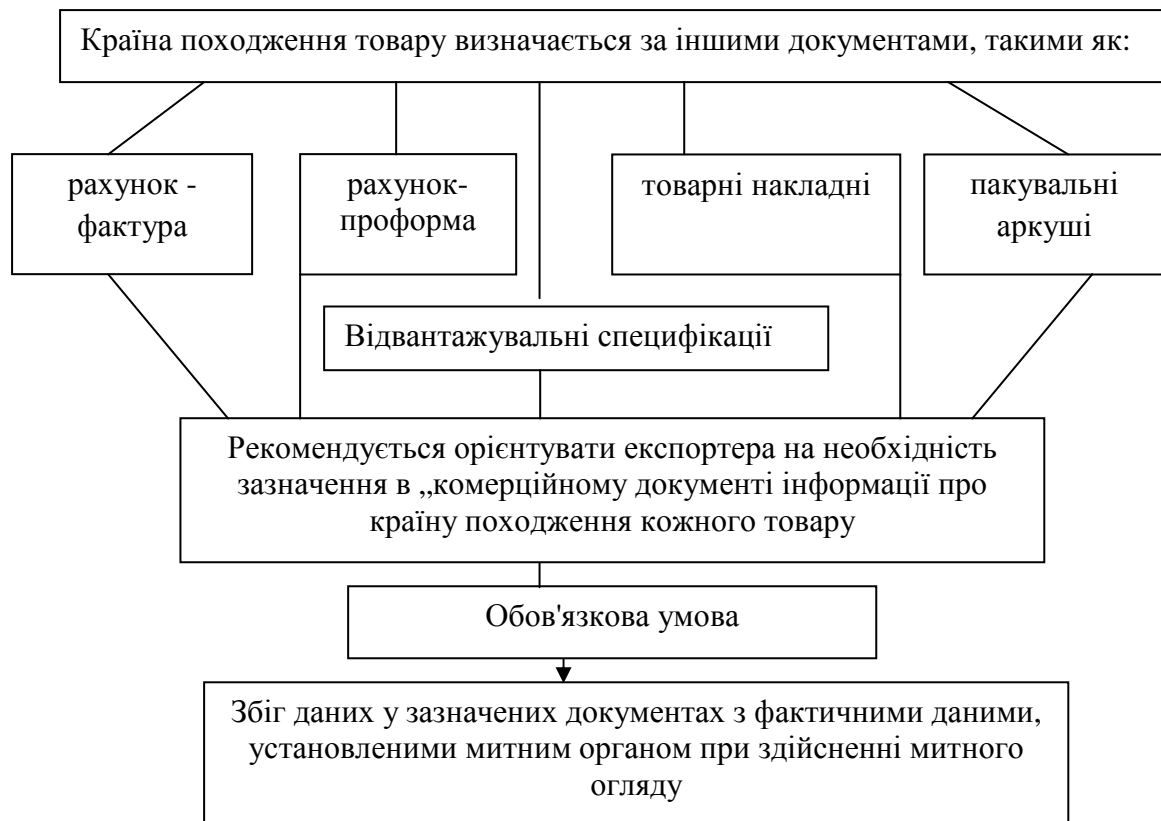 Країна походження товару визначається за іншими документами, такими як:
рахунок -
фактура
рахунок-
проформа
товарні накладні
пакувальні
аркуші
Відвантажувальні специфікації
Рекомендується орієнтувати експортера на необхідність
зазначення в „комерційному документі інформації про
країну походження кожного товару
Обов'язкова умова
Збіг даних у зазначених документах з фактичними даними,
установленими митним органом при здійсненні митного
огляду